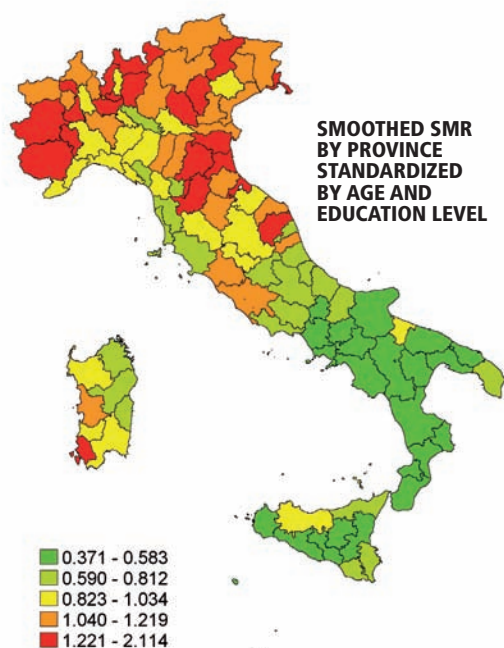 SMOOTHED SMR
BY PROVINCE
STANDARDIZED
BY AGE AND
EDUCATION LEVEL
0.371 - 0.583
0.590 - 0.812
0.823 - 1.034
1.040 - 1.219
1.221 - 2.114